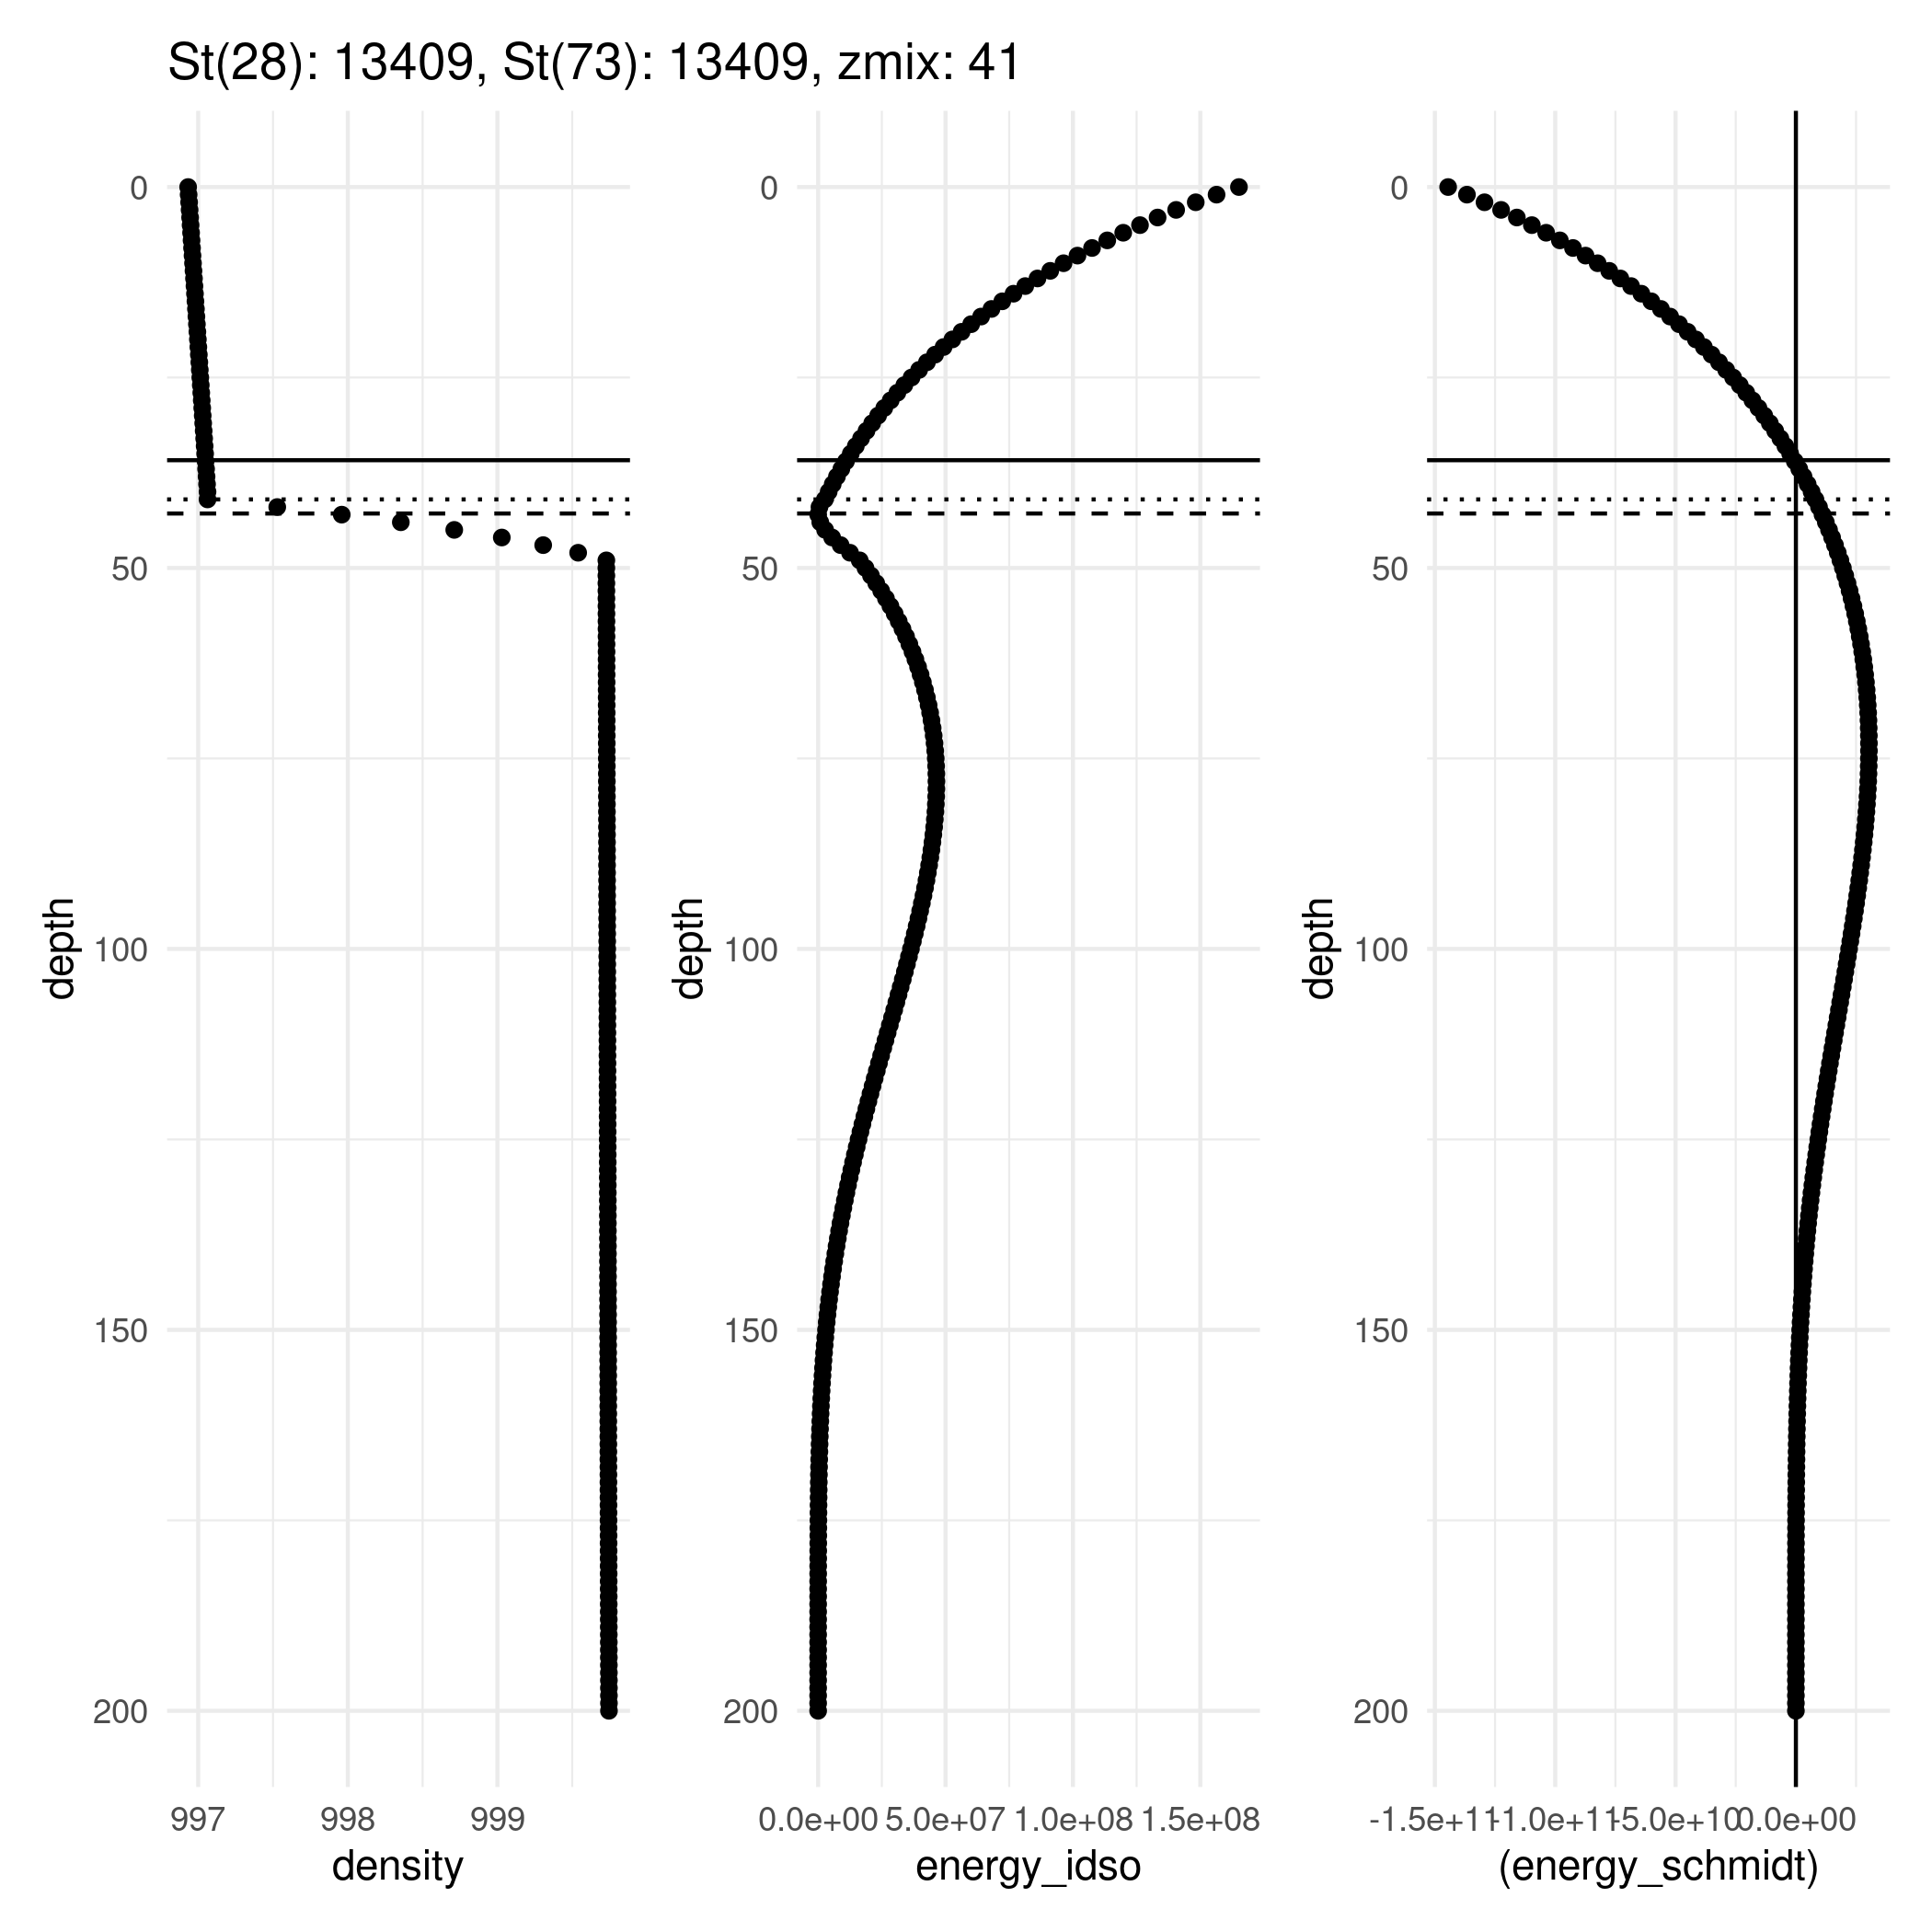 St(28): 13409, St(73): 13409, zmix: 41
0
50
100
150
200
depth
997 998 999
density
0
50
100
150
200
depth
0.0e+00 5.0e+07 1.0e+08 1.5e+08
energy_idso
0
50
100
150
200
depth
-1.5e+11 -1.0e+11 -5.0e+10 0.0e+00
(energy_schmidt)